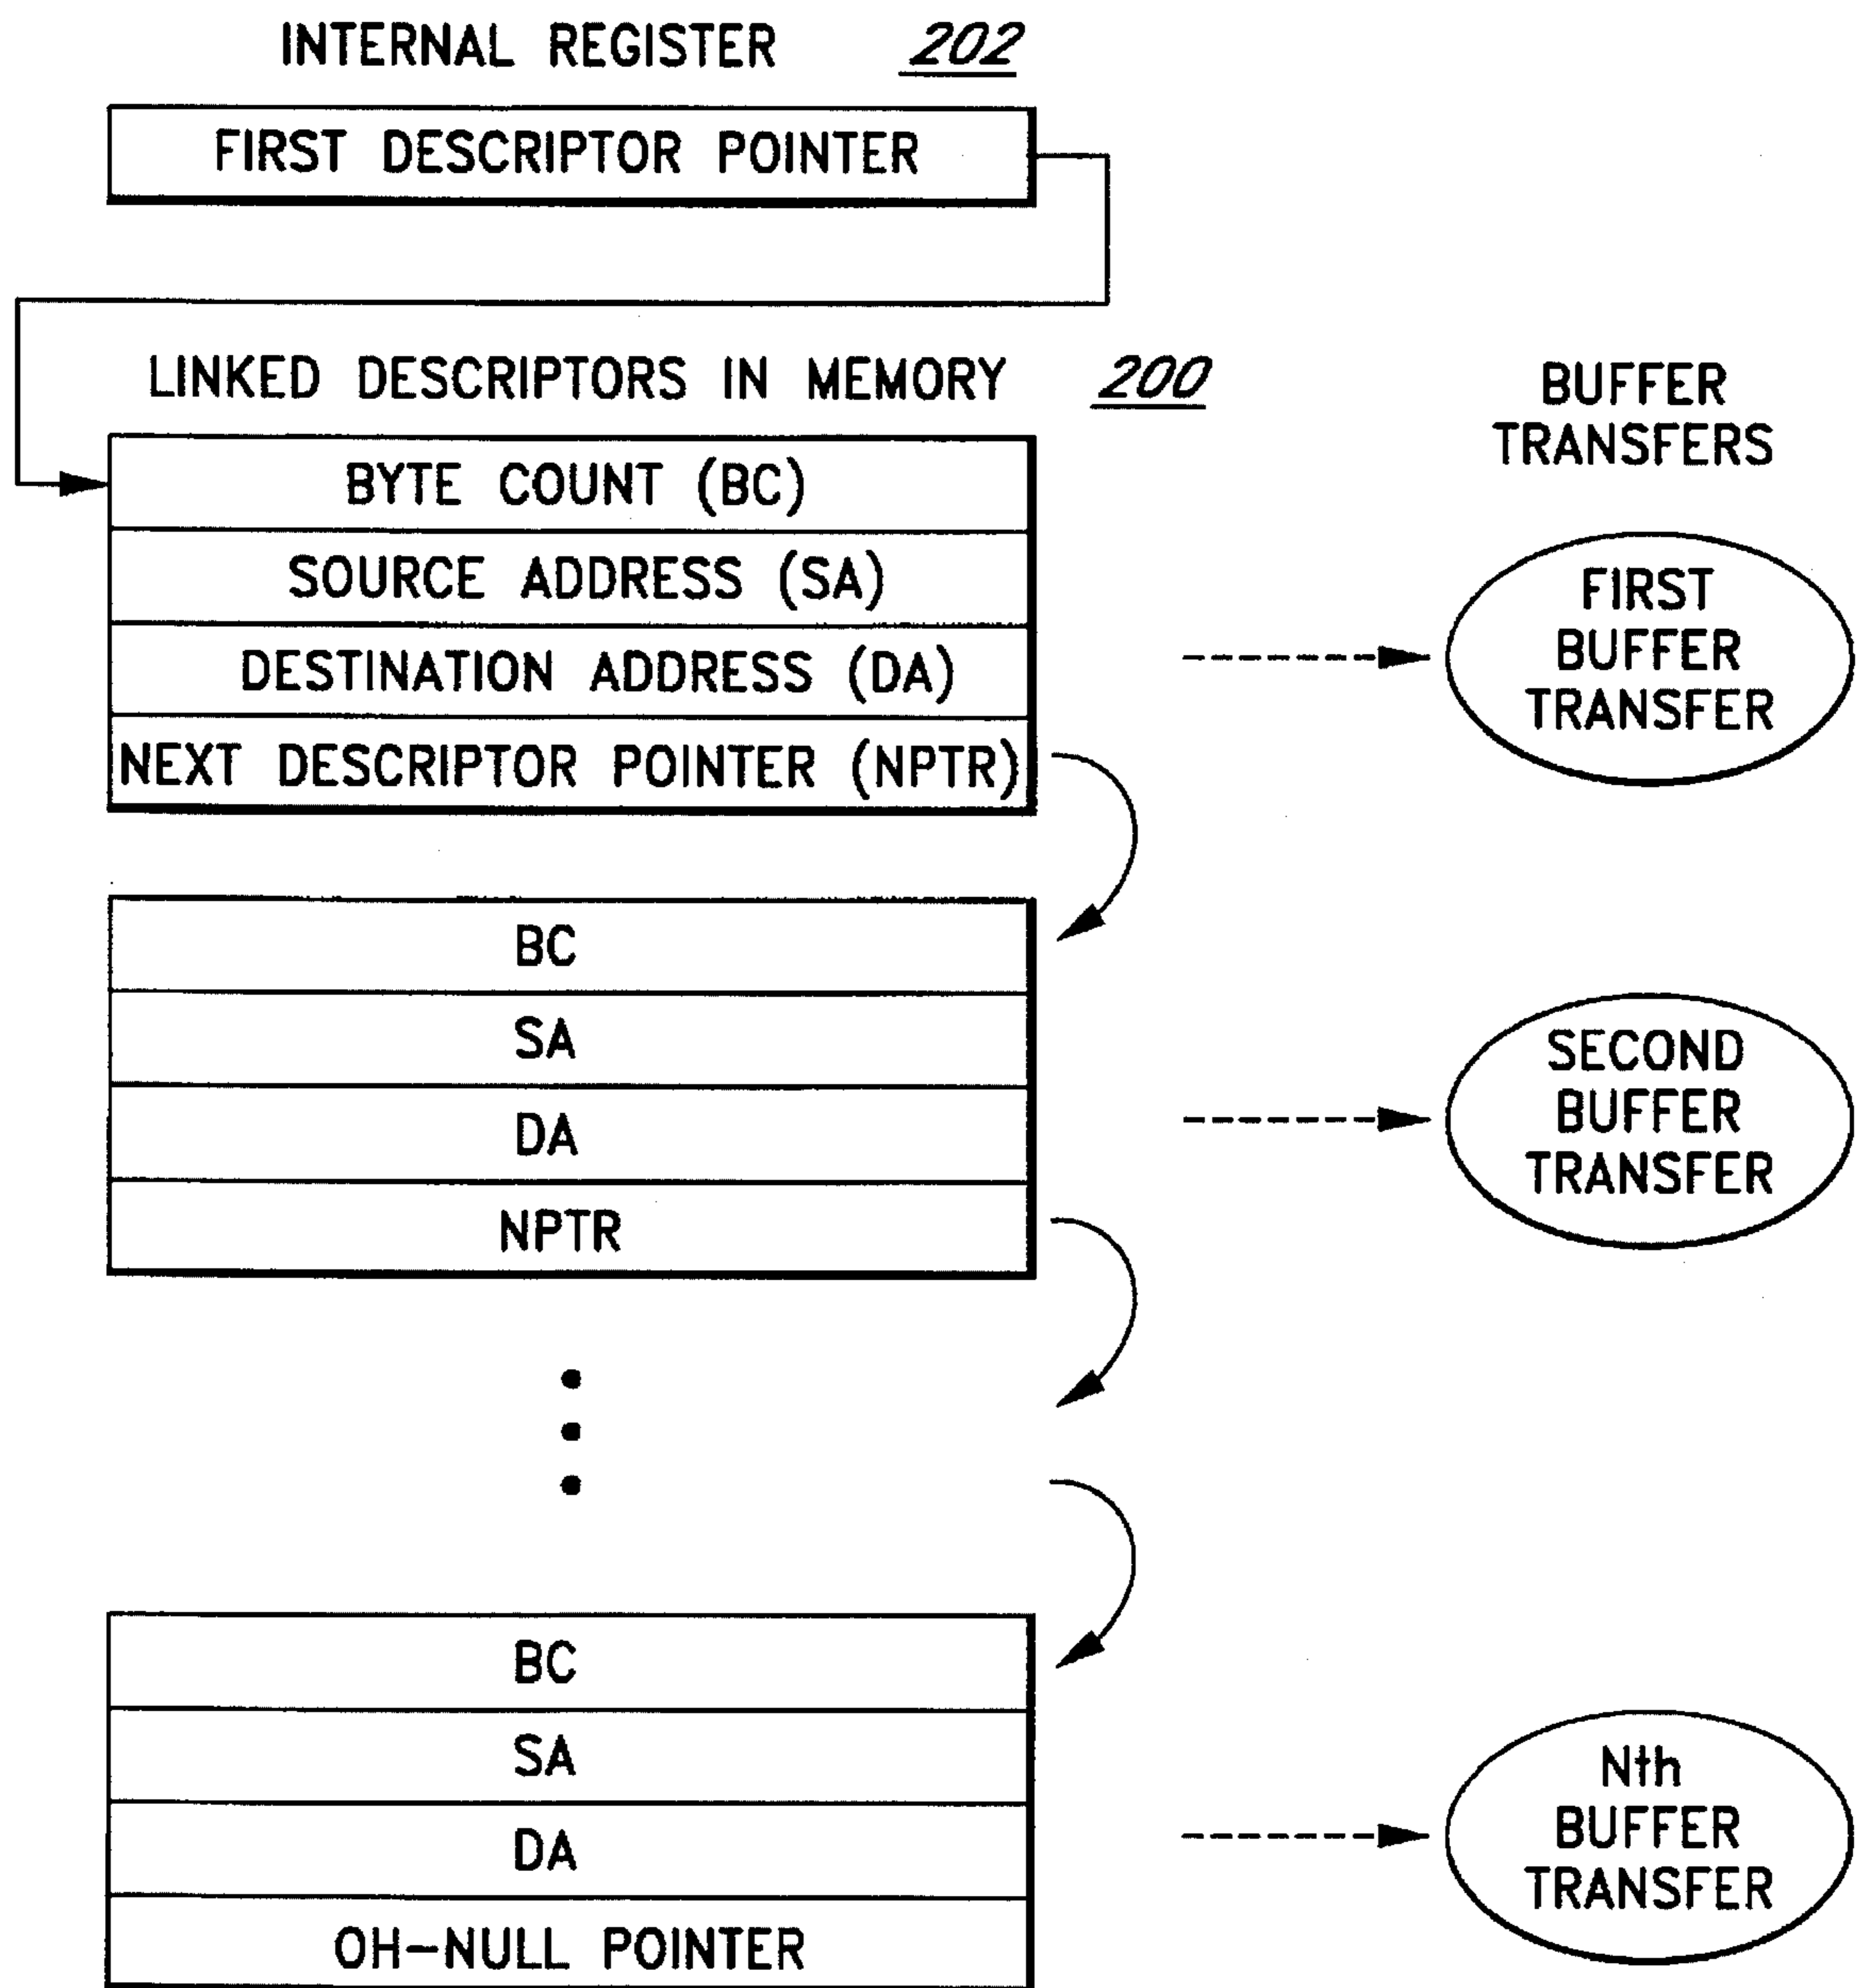 INTERNAL REGISTER 202
FIRST DESCRIPTOR POINTER
LINKED DESCRIPTORS IN MEMORY 200
BUFFER
TRANSFERS
BYTE COUNT (BC)
SOURCE ADDRESS (SA)
DESTINATION ADDRESS (DA)
NEXT DESCRIPTOR POINTER (NPTR)
FIRST
BUFFER
TRANSFER
BC
SA
DA
NPTR
SECOND
BUFFER
TRANSFER
BC
SA
DA
OH-NULL POINTER
Nth
BUFFER
TRANSFER